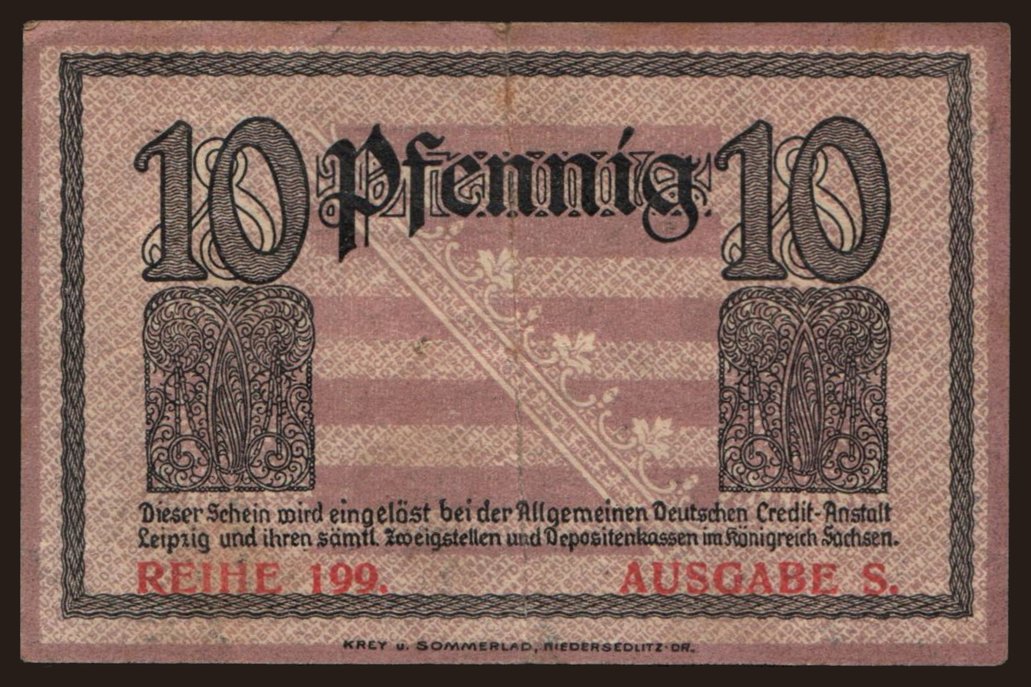 10 Pfennig 10
Dieser Schein wird eingelöst bei der Allgemeinen Deutschen Credit-Anstalt
Leipzig und ihren sämtl. Zweigstellen und Depositenkassen im Königreich Sachsen.
REIHE 199. AUSGABE S.
KREY u. SOMMERLAD, NIEDERSEDLITZ-DR.